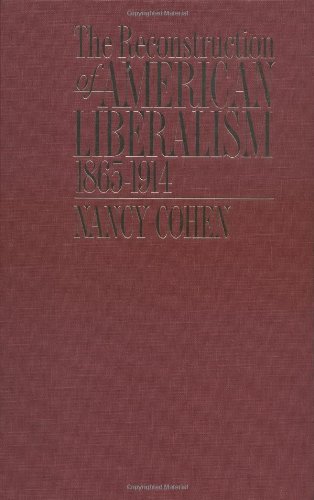 The Reconstruction
of AMERICAN
LIBERALISM
1865-1914
NANCY COHEN